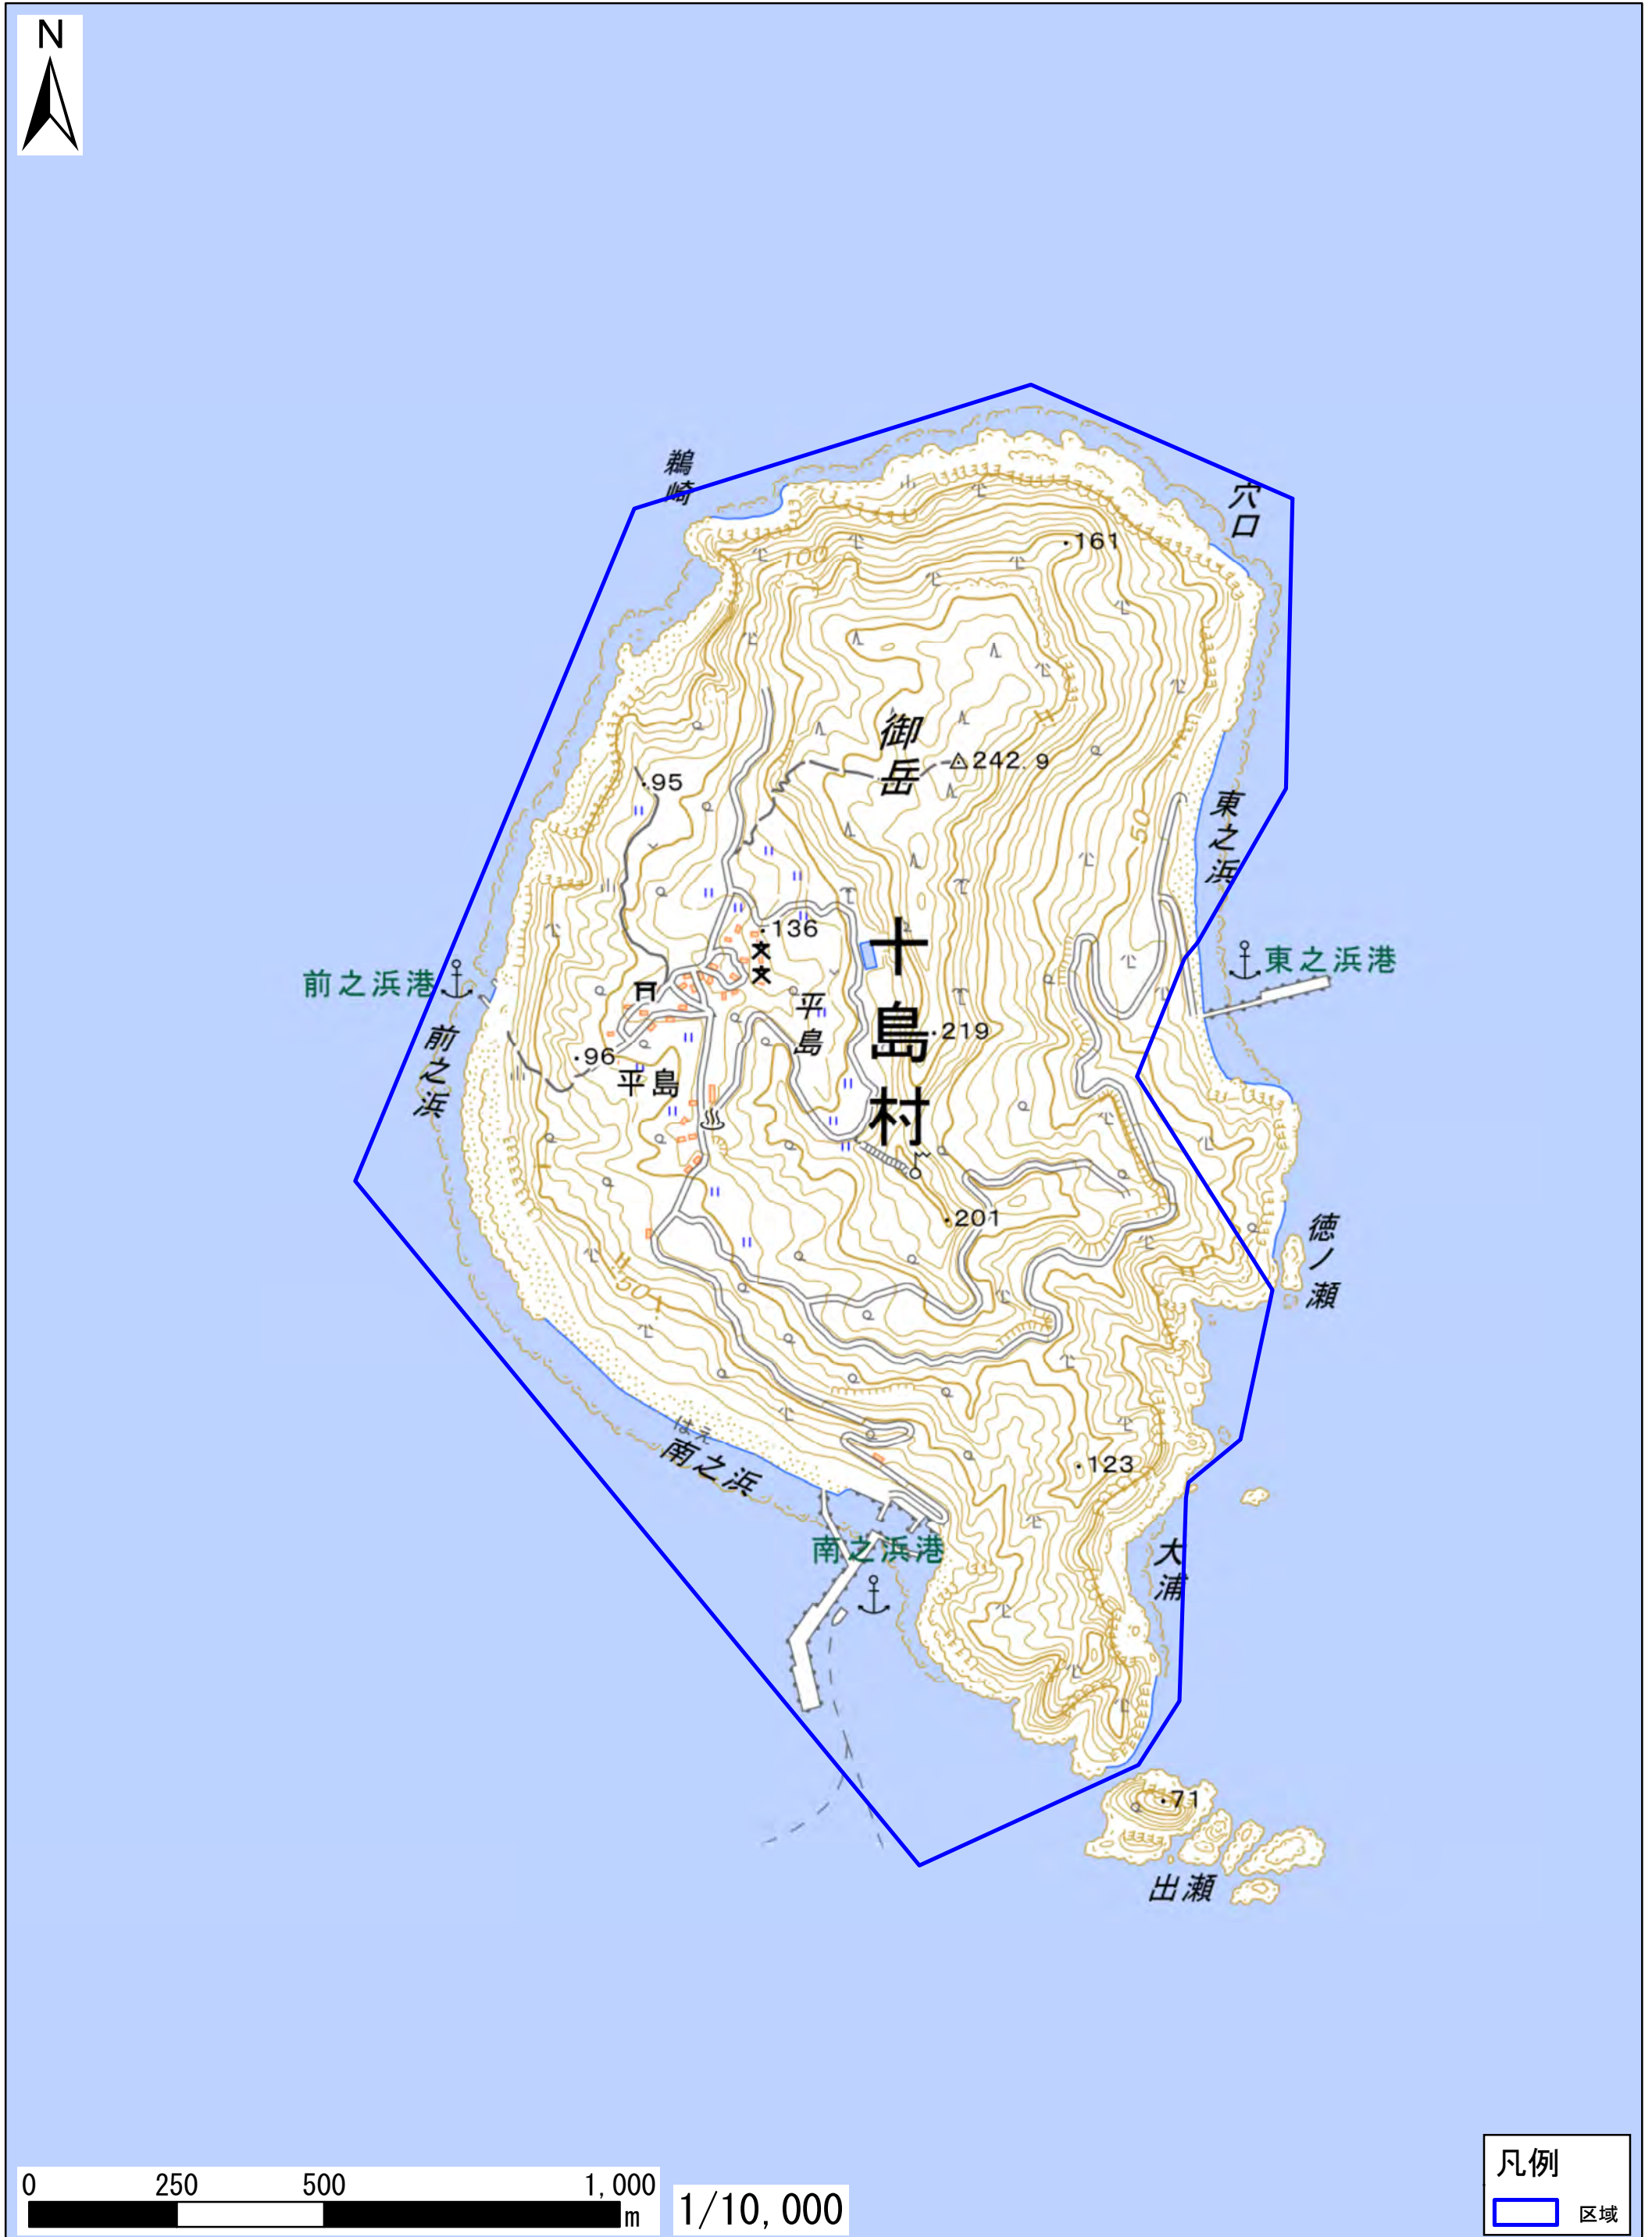 N
鵜崎
穴口
100
161
御岳
242.9
95
50
東之浜
136
十島村
東之浜港
前之浜港
平島
219
前之浜
96
平島
201
徳ノ瀬
50
はえ
南之浜
123
南之浜港
大浦
71
出瀬
凡例
区域
0 250 500 1,000
m
1/10,000